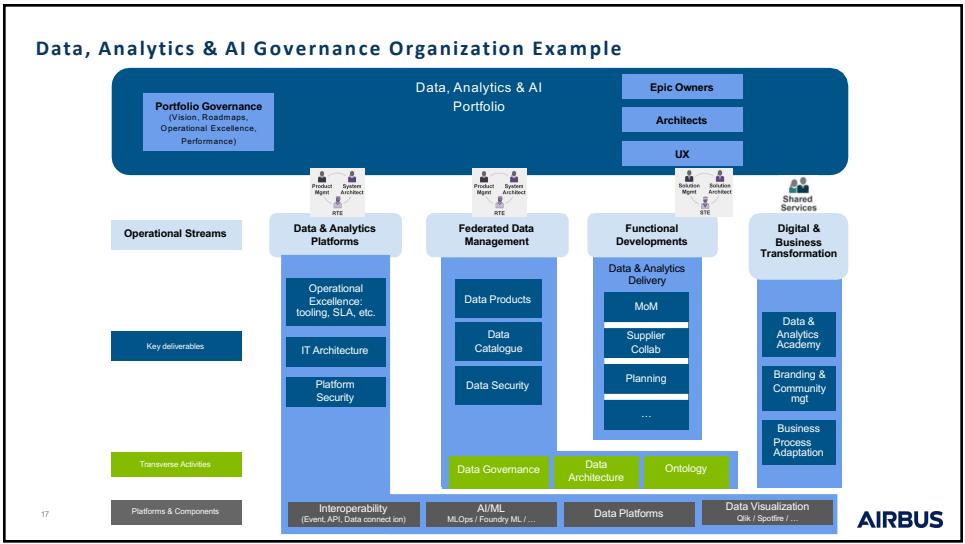 Data, Analytics & AI Governance Organization Example
Data, Analytics & AI
Portfolio
Portfolio Governance
(Vision, Roadmaps,
Operational Excellence,
Performance)
Epic Owners
Architects
UX
Product
Mgmt
System
Architect
RTE
Product
Mgmt
System
Architect
RTE
Solution
Mgmt
Solution
Architect
STE
Shared
Services
Operational Streams
Data & Analytics
Platforms
Federated Data
Management
Functional
Developments
Digital &
Business
Transformation
Key deliverables
Operational
Excellence:
tooling, SLA, etc.
IT Architecture
Platform
Security
Data Products
Data
Catalogue
Data Security
Data & Analytics
Delivery
MoM
Supplier
Collab
Planning
...
Data &
Analytics
Academy
Branding &
Community
mgt
Business
Process
Adaptation
Transverse Activities
Data Governance
Data
Architecture
Ontology
Platforms & Components
Interoperability
(Event, API, Data connect ion)
AI/ML
MLOps / Foundry ML / ...
Data Platforms
Data Visualization
Qlik / Spotfire / ...
17
AIRBUS